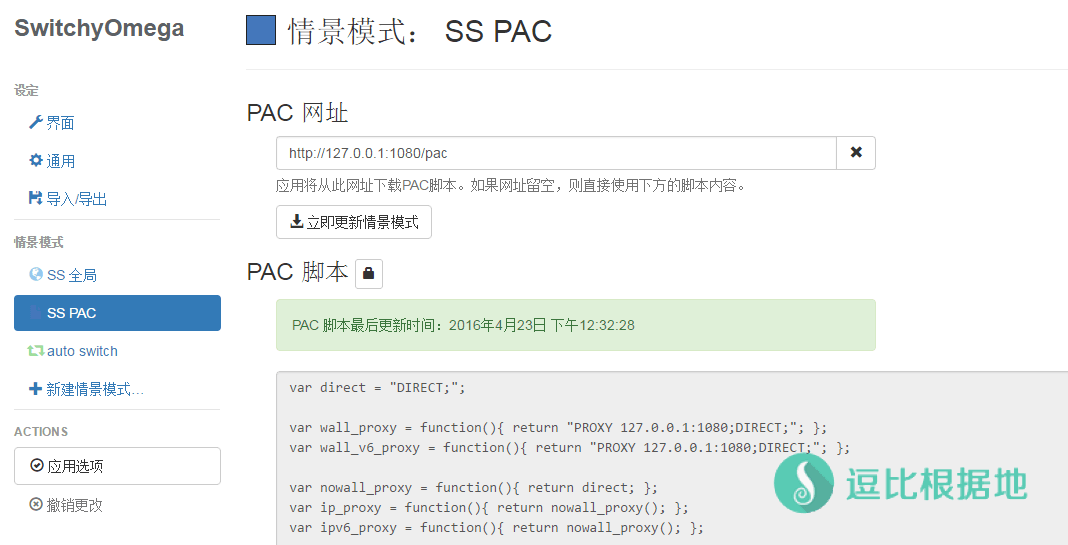 SwitchyOmega
设定
界面
通用
导入/导出
情景模式
SS 全局
SS PAC
auto switch
新建情景模式...
ACTIONS
应用选项
撤销更改
情景模式: SS PAC
PAC 网址
http://127.0.0.1:1080/pac
应用将从此网址下载PAC脚本。如果网址留空，则直接使用下方的脚本内容。
立即更新情景模式
PAC 脚本
PAC 脚本最后更新时间：2016年4月23日 下午12:32:28
var direct = "DIRECT;";
var wall_proxy = function(){ return "PROXY 127.0.0.1:1080;DIRECT;"; };
var wall_v6_proxy = function(){ return "PROXY 127.0.0.1:1080;DIRECT;"; };
var nowall_proxy = function(){ return direct; };
var ip_proxy = function(){ return nowall_proxy(); };
var ipv6_proxy = function(){ return nowall_proxy(); };
逗比根据地